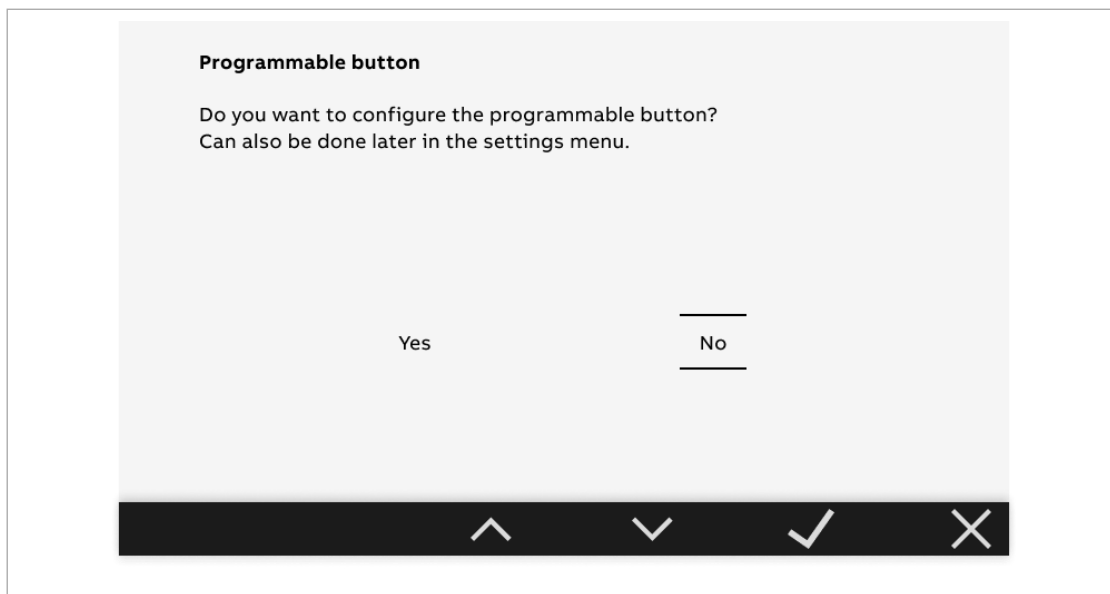 Programmable button
Do you want to configure the programmable button?
Can also be done later in the settings menu.
Yes No